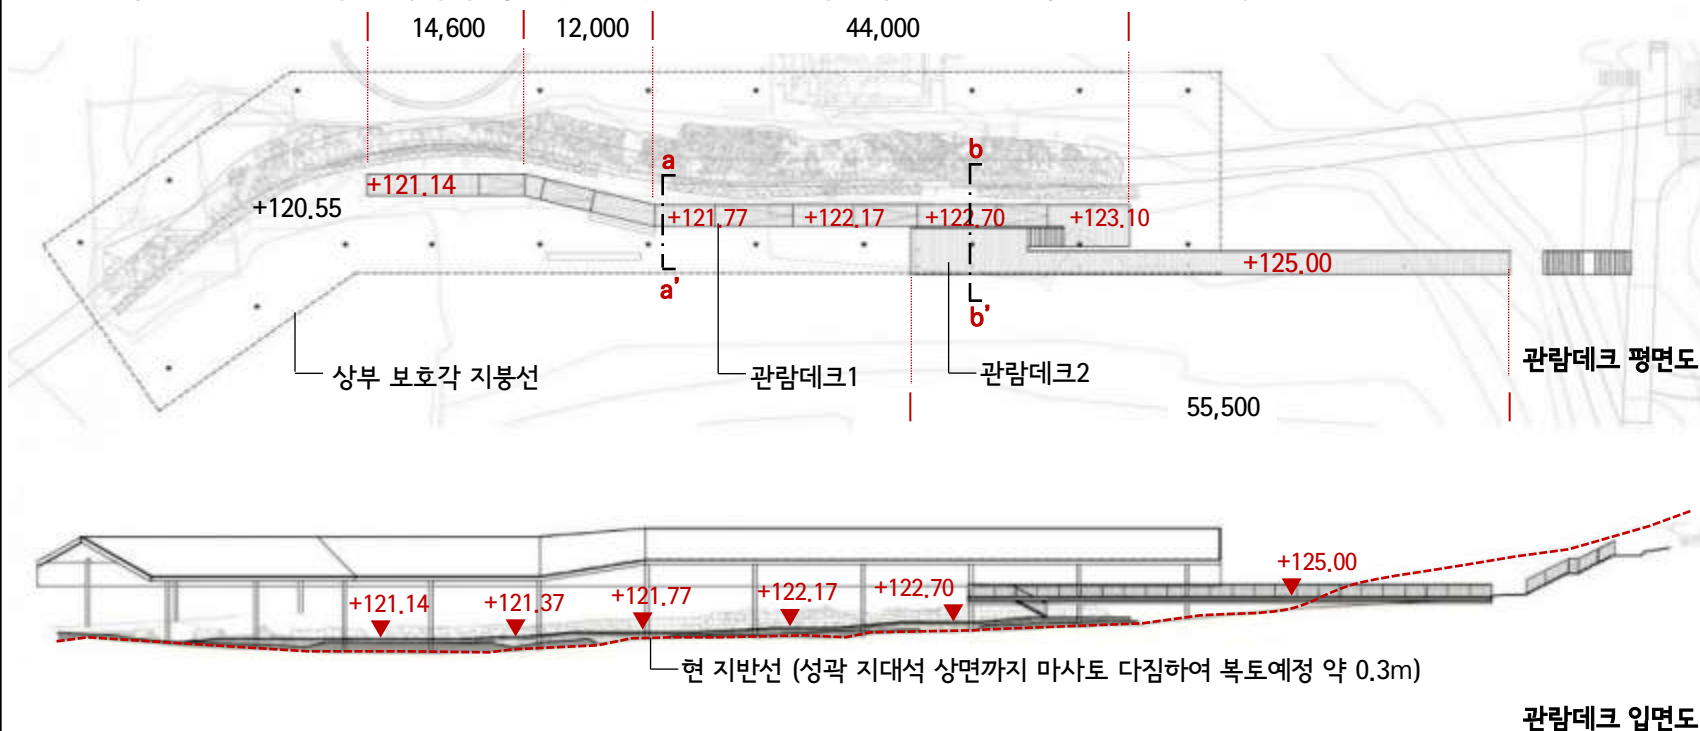 14,600 12,000 44,000
a b
+121.14
+120.55
+121.77 +122.17 +122.70 +123.10
+125.00
a' b'
관람데크 평면도
상부 보호각 지붕선 관람데크1 관람데크2
55,500
+125.00
+121.14 +121.37 +121.77 +122.17 +122.70
현 지반선 (성곽 지대석 상면까지 마사토 다짐하여 복토예정 약 0.3m)
관람데크 입면도